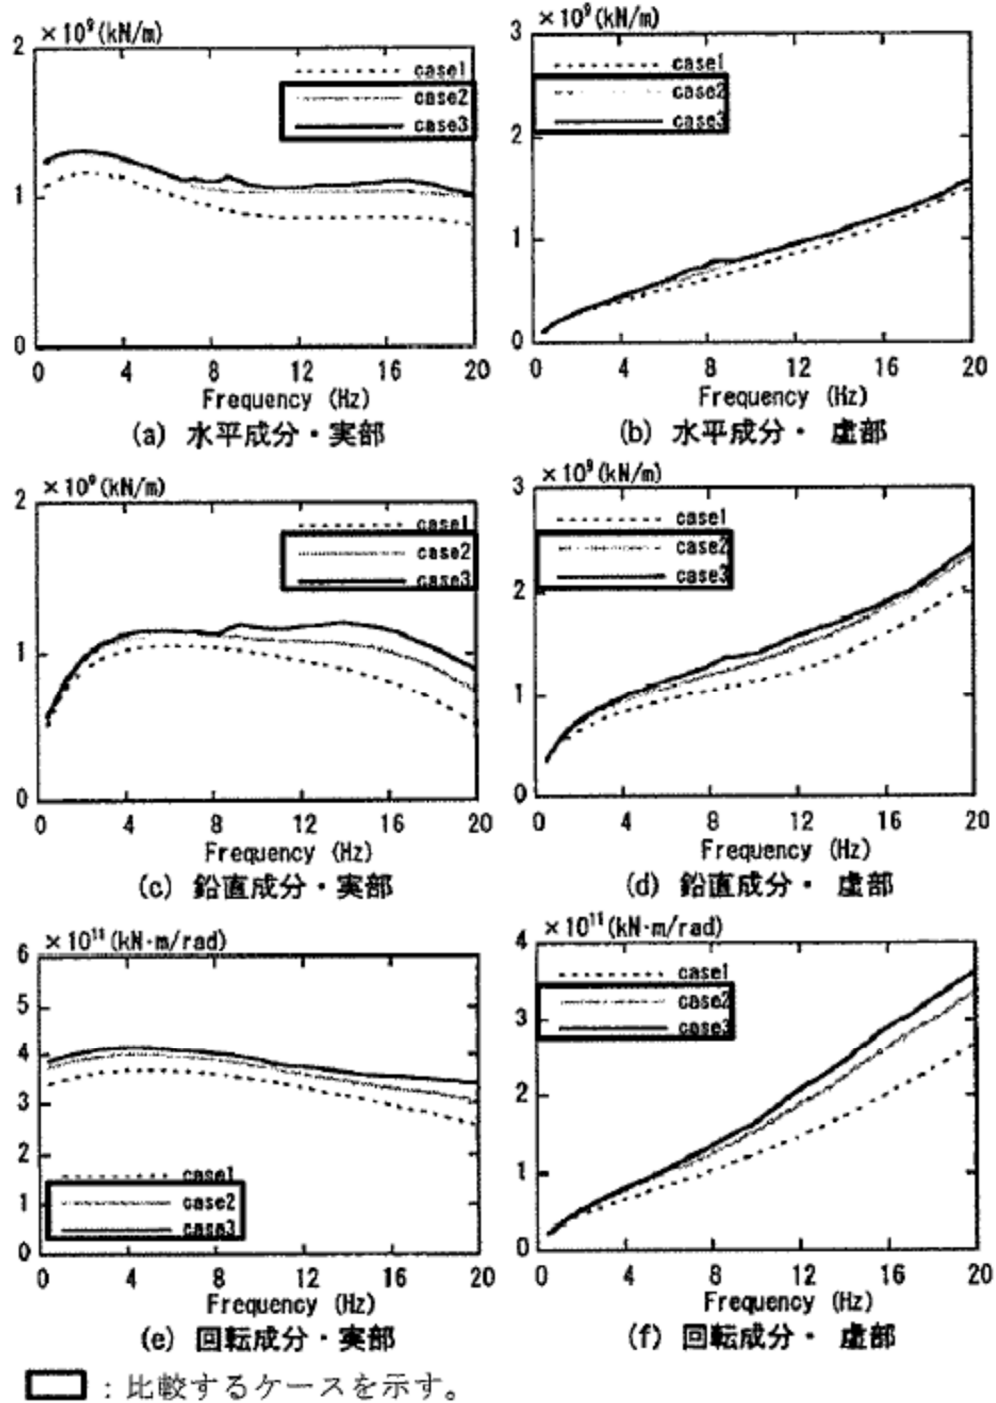 ×10⁹(kN/m)
2
1
0
case1
case2
case3
0 4 8 12 16 20
Frequency (Hz)
(a) 水平成分・実部
×10⁹(kN/m)
3
2
1
0
case1
case2
case3
0 4 8 12 16 20
Frequency (Hz)
(b) 水平成分・ 虚部
×10⁹(kN/m)
2
1
0
case1
case2
case3
0 4 8 12 16 20
Frequency (Hz)
(c) 鉛直成分・実部
×10⁹(kN/m)
3
2
1
0
case1
case2
case3
0 4 8 12 16 20
Frequency (Hz)
(d) 鉛直成分・ 虚部
×10¹¹(kN·m/rad)
6
5
4
3
2
1
0
case1
case2
case3
0 4 8 12 16 20
Frequency (Hz)
(e) 回転成分・実部
×10¹¹(kN·m/rad)
4
3
2
1
0
case1
case2
case3
0 4 8 12 16 20
Frequency (Hz)
(f) 回転成分・ 虚部
：比較するケースを示す。